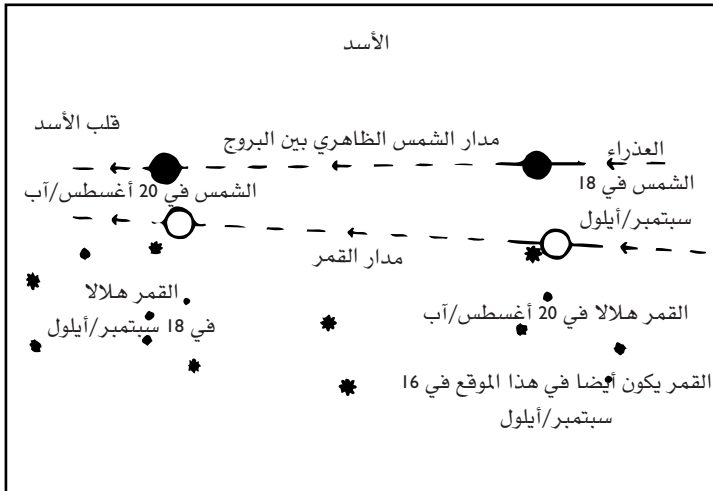 الأسد
قلب الأسد
مدار الشمس الظاهري بين البروج
العذراء
الشمس في 20 أغسطس/آب
الشمس في 18
سبتمبر/أيلول
مدار القمر
القمر هلالا
في 18 سبتمبر/أيلول
القمر هلالا في 20 أغسطس/آب
القمر يكون أيضا في هذا الموقع في 16
سبتمبر/أيلول